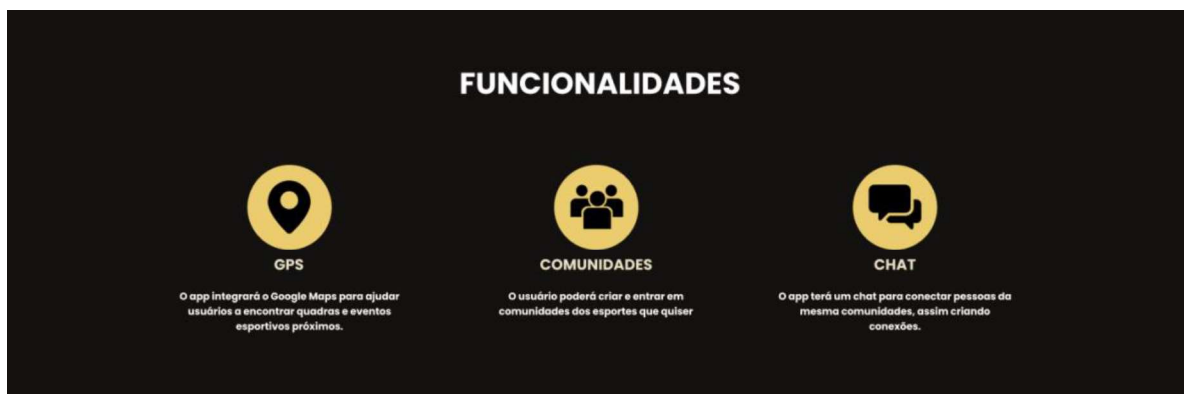 FUNCIONALIDADES
GPS
O app integrará o Google Maps para ajudar
usuários a encontrar quadras e eventos
esportivos próximos.
COMUNIDADES
O usuário poderá criar e entrar em
comunidades dos esportes que quiser
CHAT
O app terá um chat para conectar pessoas da
mesma comunidades, assim criando
conexões.